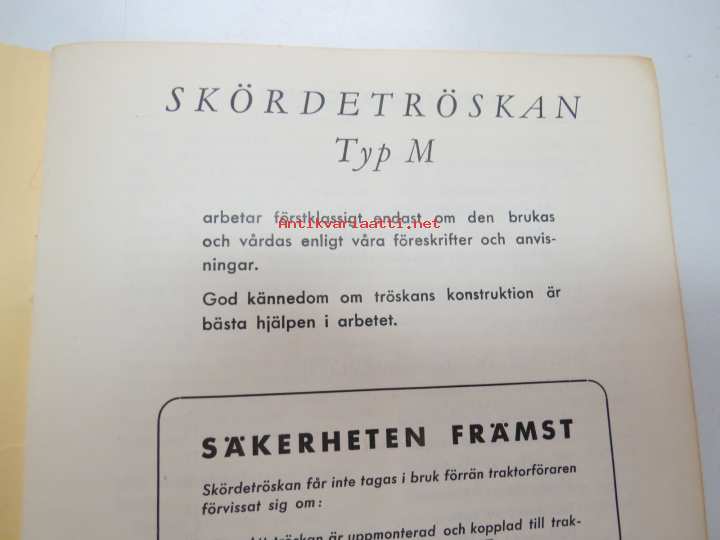 SKÖRDETRÖSKAN
Typ M
arbetar förstklassigt endast om den brukas
Antikvariaatti.net
och vårdas enligt våra föreskrifter och anvis-
ningar.
God kännedom om tröskans konstruktion är
bästa hjälpen i arbetet.
SÄKERHETEN FRÄMST
Skördetröskan får inte tagas i bruk förrän traktorföraren
förvissat sig om:
tröskan är uppmonterad och kopplad till trak-